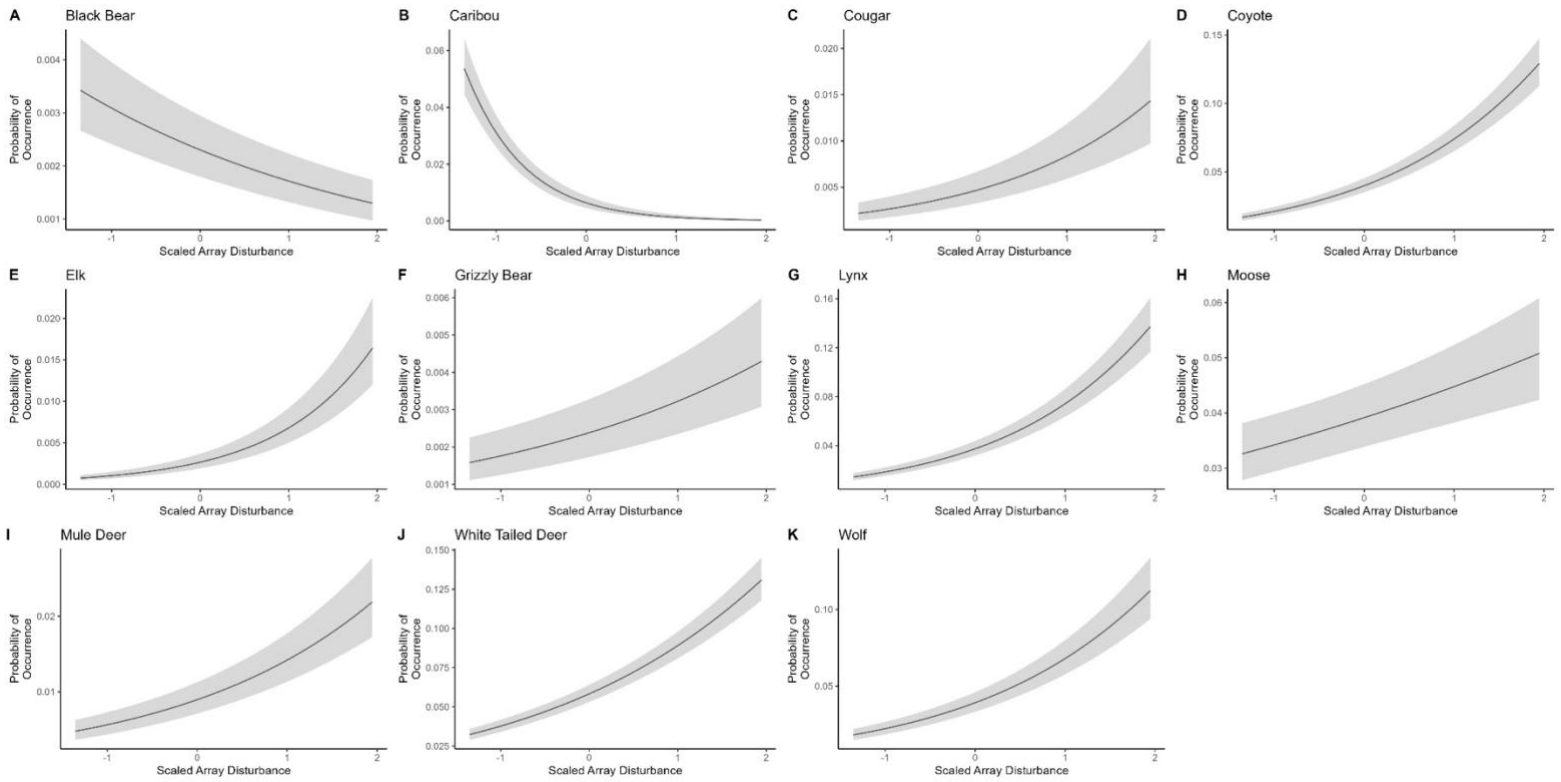 A Black Bear
Probability of
Occurrence
0.004
0.003
0.002
0.001
-1 0 1 2
Scaled Array Disturbance
B Caribou
Probability of
Occurrence
0.06
0.04
0.02
0.00
-1 0 1 2
Scaled Array Disturbance
C Cougar
Probability of
Occurrence
0.020
0.015
0.010
0.005
-1 0 1 2
Scaled Array Disturbance
D Coyote
Probability of
Occurrence
0.15
0.10
0.05
-1 0 1 2
Scaled Array Disturbance
E Elk
Probability of
Occurrence
0.020
0.015
0.010
0.005
0.000
-1 0 1 2
Scaled Array Disturbance
F Grizzly Bear
Probability of
Occurrence
0.006
0.005
0.004
0.003
0.002
0.001
-1 0 1 2
Scaled Array Disturbance
G Lynx
Probability of
Occurrence
0.16
0.12
0.08
0.04
-1 0 1 2
Scaled Array Disturbance
H Moose
Probability of
Occurrence
0.06
0.05
0.04
0.03
-1 0 1 2
Scaled Array Disturbance
I Mule Deer
Probability of
Occurrence
0.02
0.01
-1 0 1 2
Scaled Array Disturbance
J White Tailed Deer
Probability of
Occurrence
0.150
0.125
0.100
0.075
0.050
0.025
-1 0 1 2
Scaled Array Disturbance
K Wolf
Probability of
Occurrence
0.10
0.05
-1 0 1 2
Scaled Array Disturbance